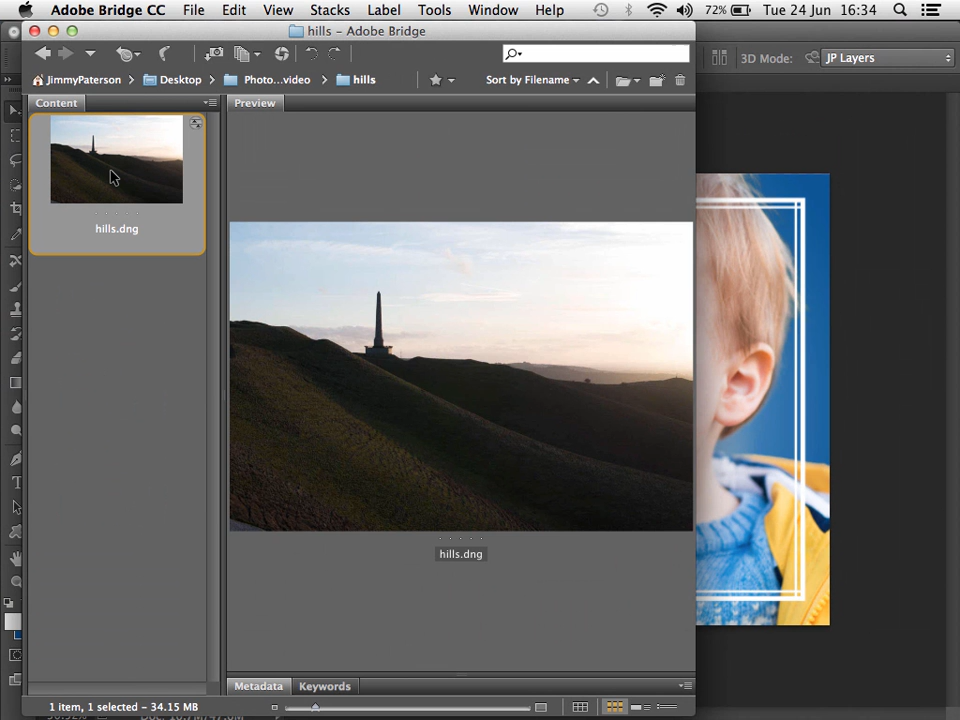 Adobe Bridge CC File Edit View Stacks Label Tools Window Help 72% Tue 24 Jun 16:34
hills – Adobe Bridge
3D Mode: JP Layers
JimmyPaterson Desktop Photo...video hills Sort by Filename
Content Preview
hills.dng
hills.dng
Metadata Keywords
1 item, 1 selected – 34.15 MB